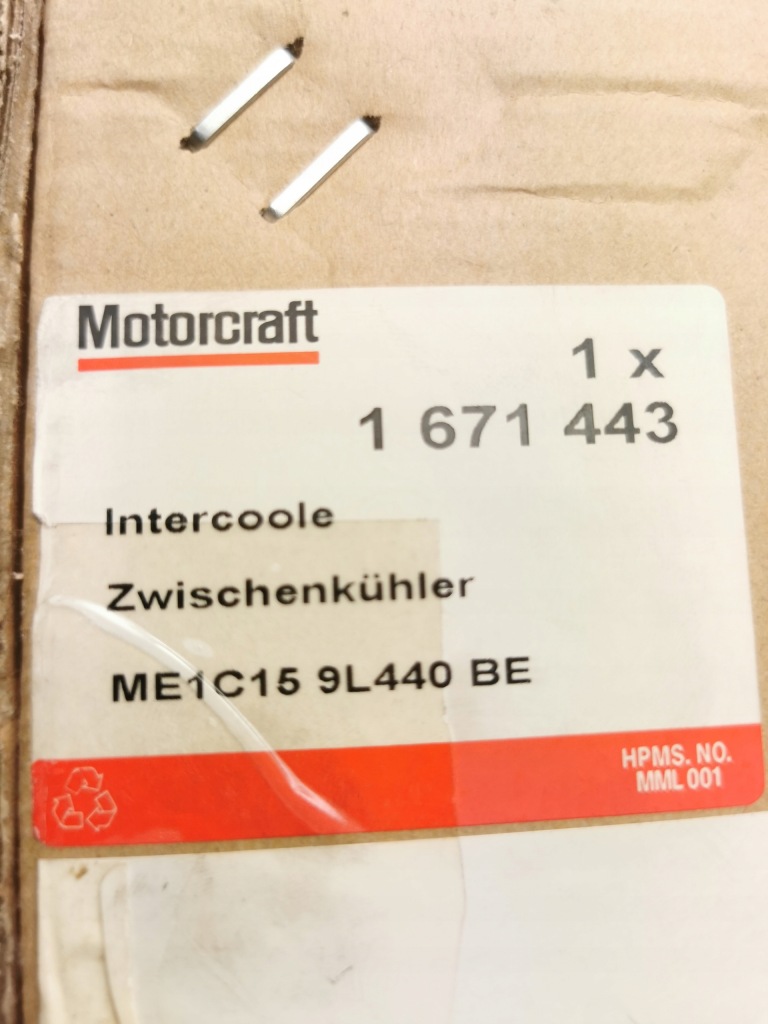 Motorcraft
1 x
1 671 443
Intercoole
Zwischenkühler
ME1C15 9L440 BE
HPMS. NO.
MML 001